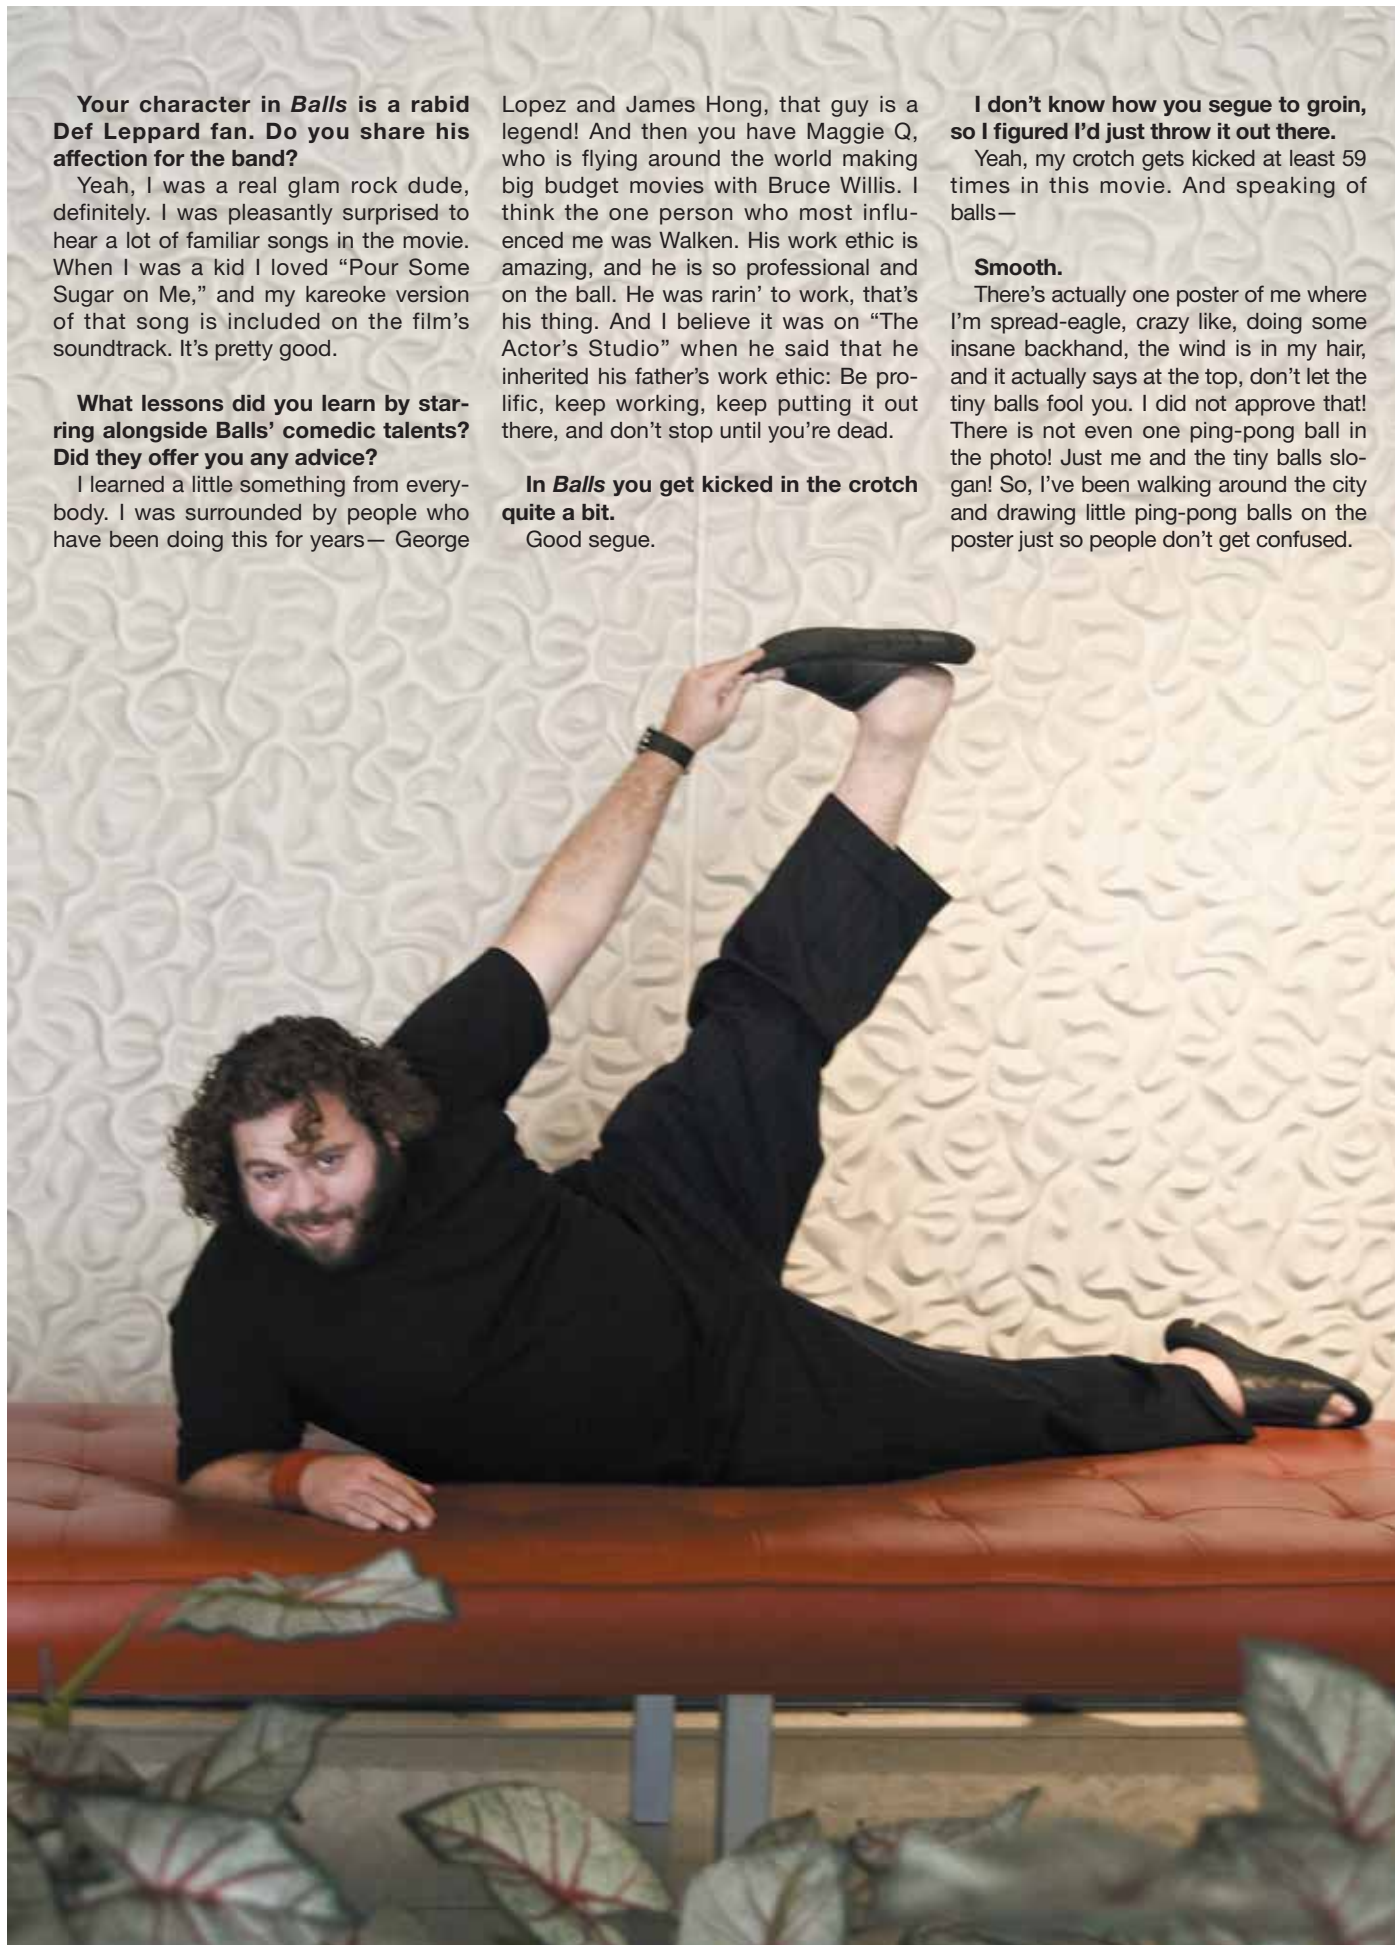 Your character in Balls is a rabid
Def Leppard fan. Do you share his
affection for the band?
Yeah, I was a real glam rock dude,
definitely. I was pleasantly surprised to
hear a lot of familiar songs in the movie.
When I was a kid I loved “Pour Some
Sugar on Me,” and my kareoke version
of that song is included on the film’s
soundtrack. It’s pretty good.
What lessons did you learn by star-
ring alongside Balls’ comedic talents?
Did they offer you any advice?
I learned a little something from every-
body. I was surrounded by people who
have been doing this for years— George
Lopez and James Hong, that guy is a
legend! And then you have Maggie Q,
who is flying around the world making
big budget movies with Bruce Willis. I
think the one person who most influ-
enced me was Walken. His work ethic is
amazing, and he is so professional and
on the ball. He was rarin’ to work, that’s
his thing. And I believe it was on “The
Actor’s Studio” when he said that he
inherited his father’s work ethic: Be pro-
lific, keep working, keep putting it out
there, and don’t stop until you’re dead.
In Balls you get kicked in the crotch
quite a bit.
Good segue.
I don’t know how you segue to groin,
so I figured I’d just throw it out there.
Yeah, my crotch gets kicked at least 59
times in this movie. And speaking of
balls—
Smooth.
There’s actually one poster of me where
I’m spread-eagle, crazy like, doing some
insane backhand, the wind is in my hair,
and it actually says at the top, don’t let the
tiny balls fool you. I did not approve that!
There is not even one ping-pong ball in
the photo! Just me and the tiny balls slo-
gan! So, I’ve been walking around the city
and drawing little ping-pong balls on the
poster just so people don’t get confused.